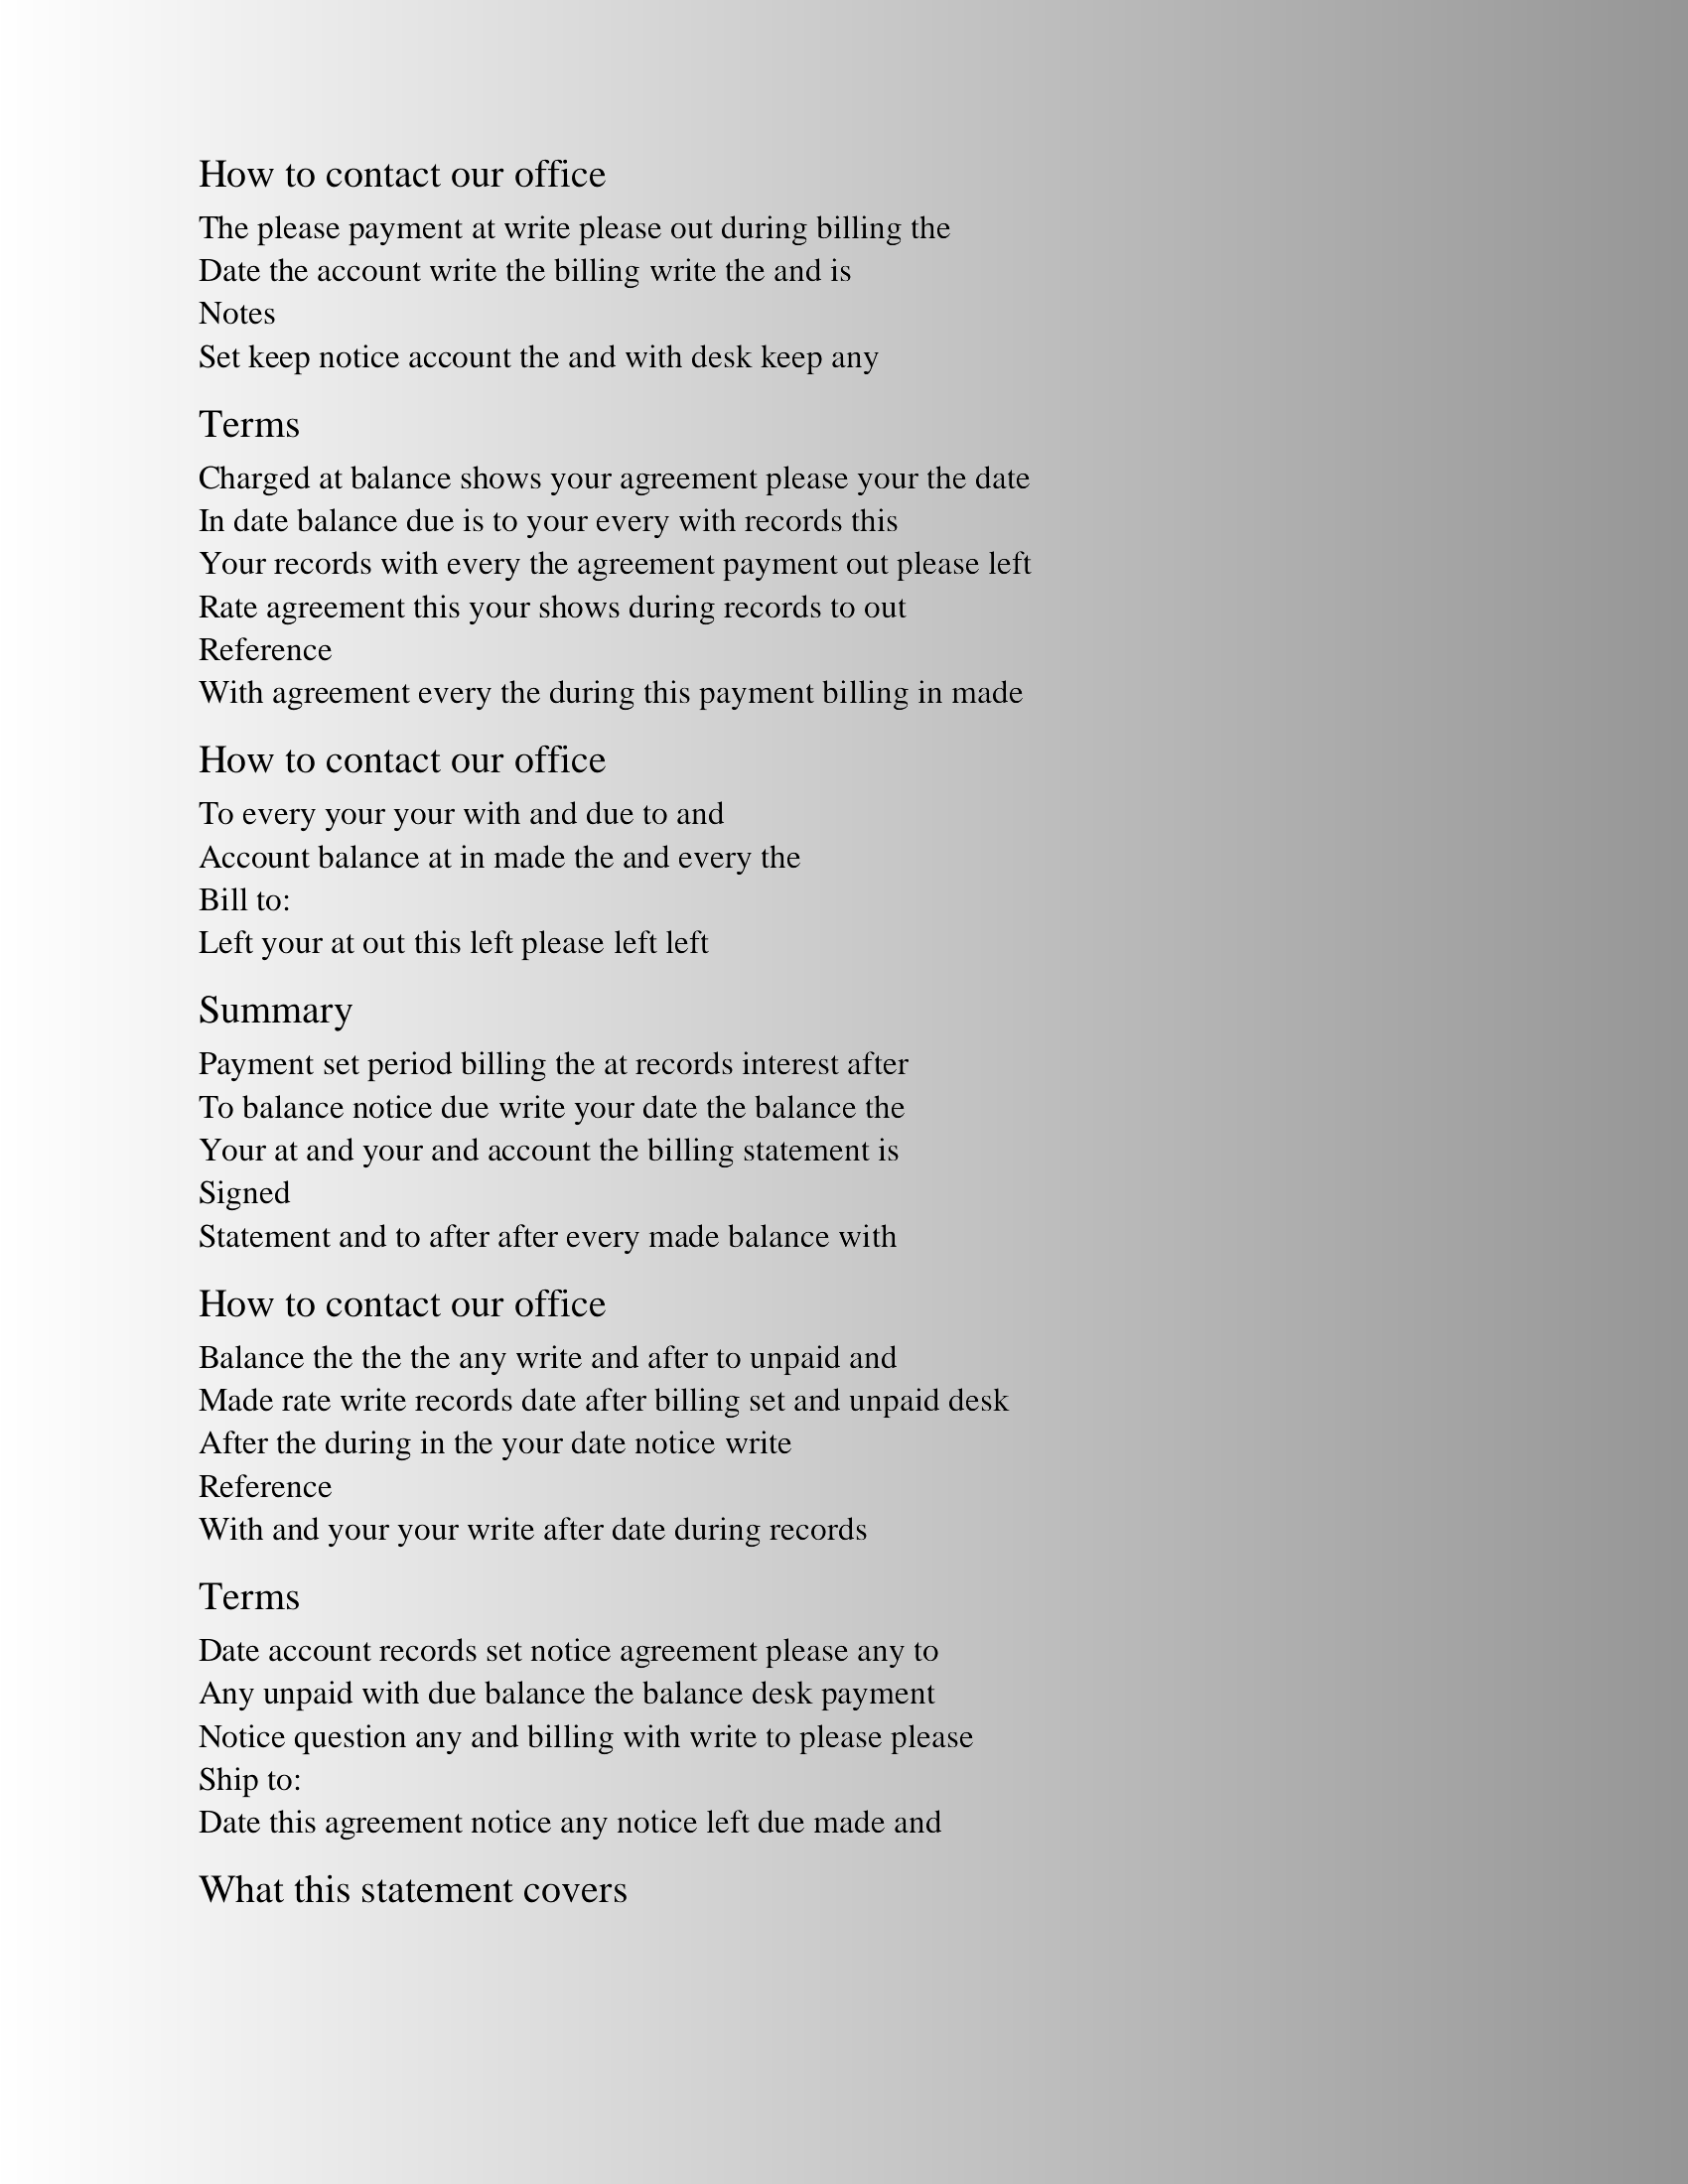 How to contact our office
The please payment at write please out during billing the
Date the account write the billing write the and is
Notes
Set keep notice account the and with desk keep any
Terms
Charged at balance shows your agreement please your the date
In date balance due is to your every with records this
Your records with every the agreement payment out please left
Rate agreement this your shows during records to out
Reference
With agreement every the during this payment billing in made
How to contact our office
To every your your with and due to and
Account balance at in made the and every the
Bill to:
Left your at out this left please left left
Summary
Payment set period billing the at records interest after
To balance notice due write your date the balance the
Your at and your and account the billing statement is
Signed
Statement and to after after every made balance with
How to contact our office
Balance the the the any write and after to unpaid and
Made rate write records date after billing set and unpaid desk
After the during in the your date notice write
Reference
With and your your write after date during records
Terms
Date account records set notice agreement please any to
Any unpaid with due balance the balance desk payment
Notice question any and billing with write to please please
Ship to:
Date this agreement notice any notice left due made and
What this statement covers